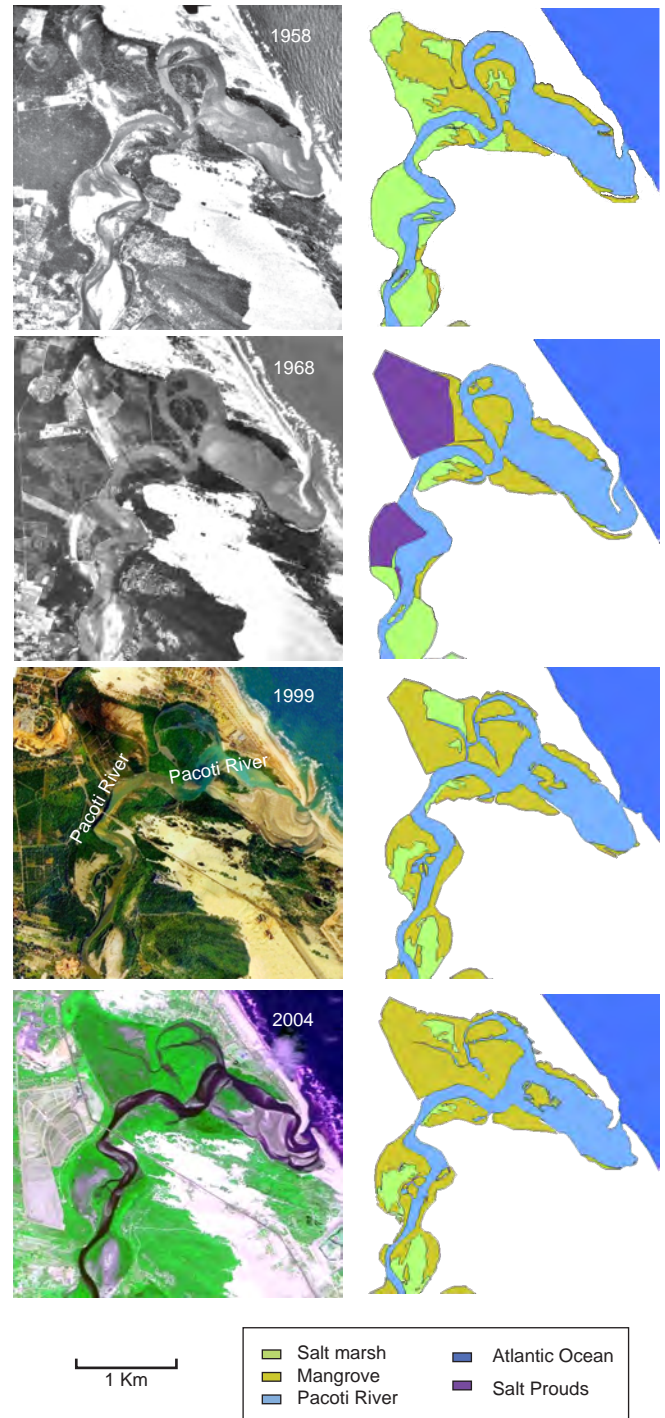 1958
1968
1999
Pacoti River
Pacoti River
2004
1 Km
Salt marsh
Mangrove
Pacoti River
Atlantic Ocean
Salt Prouds